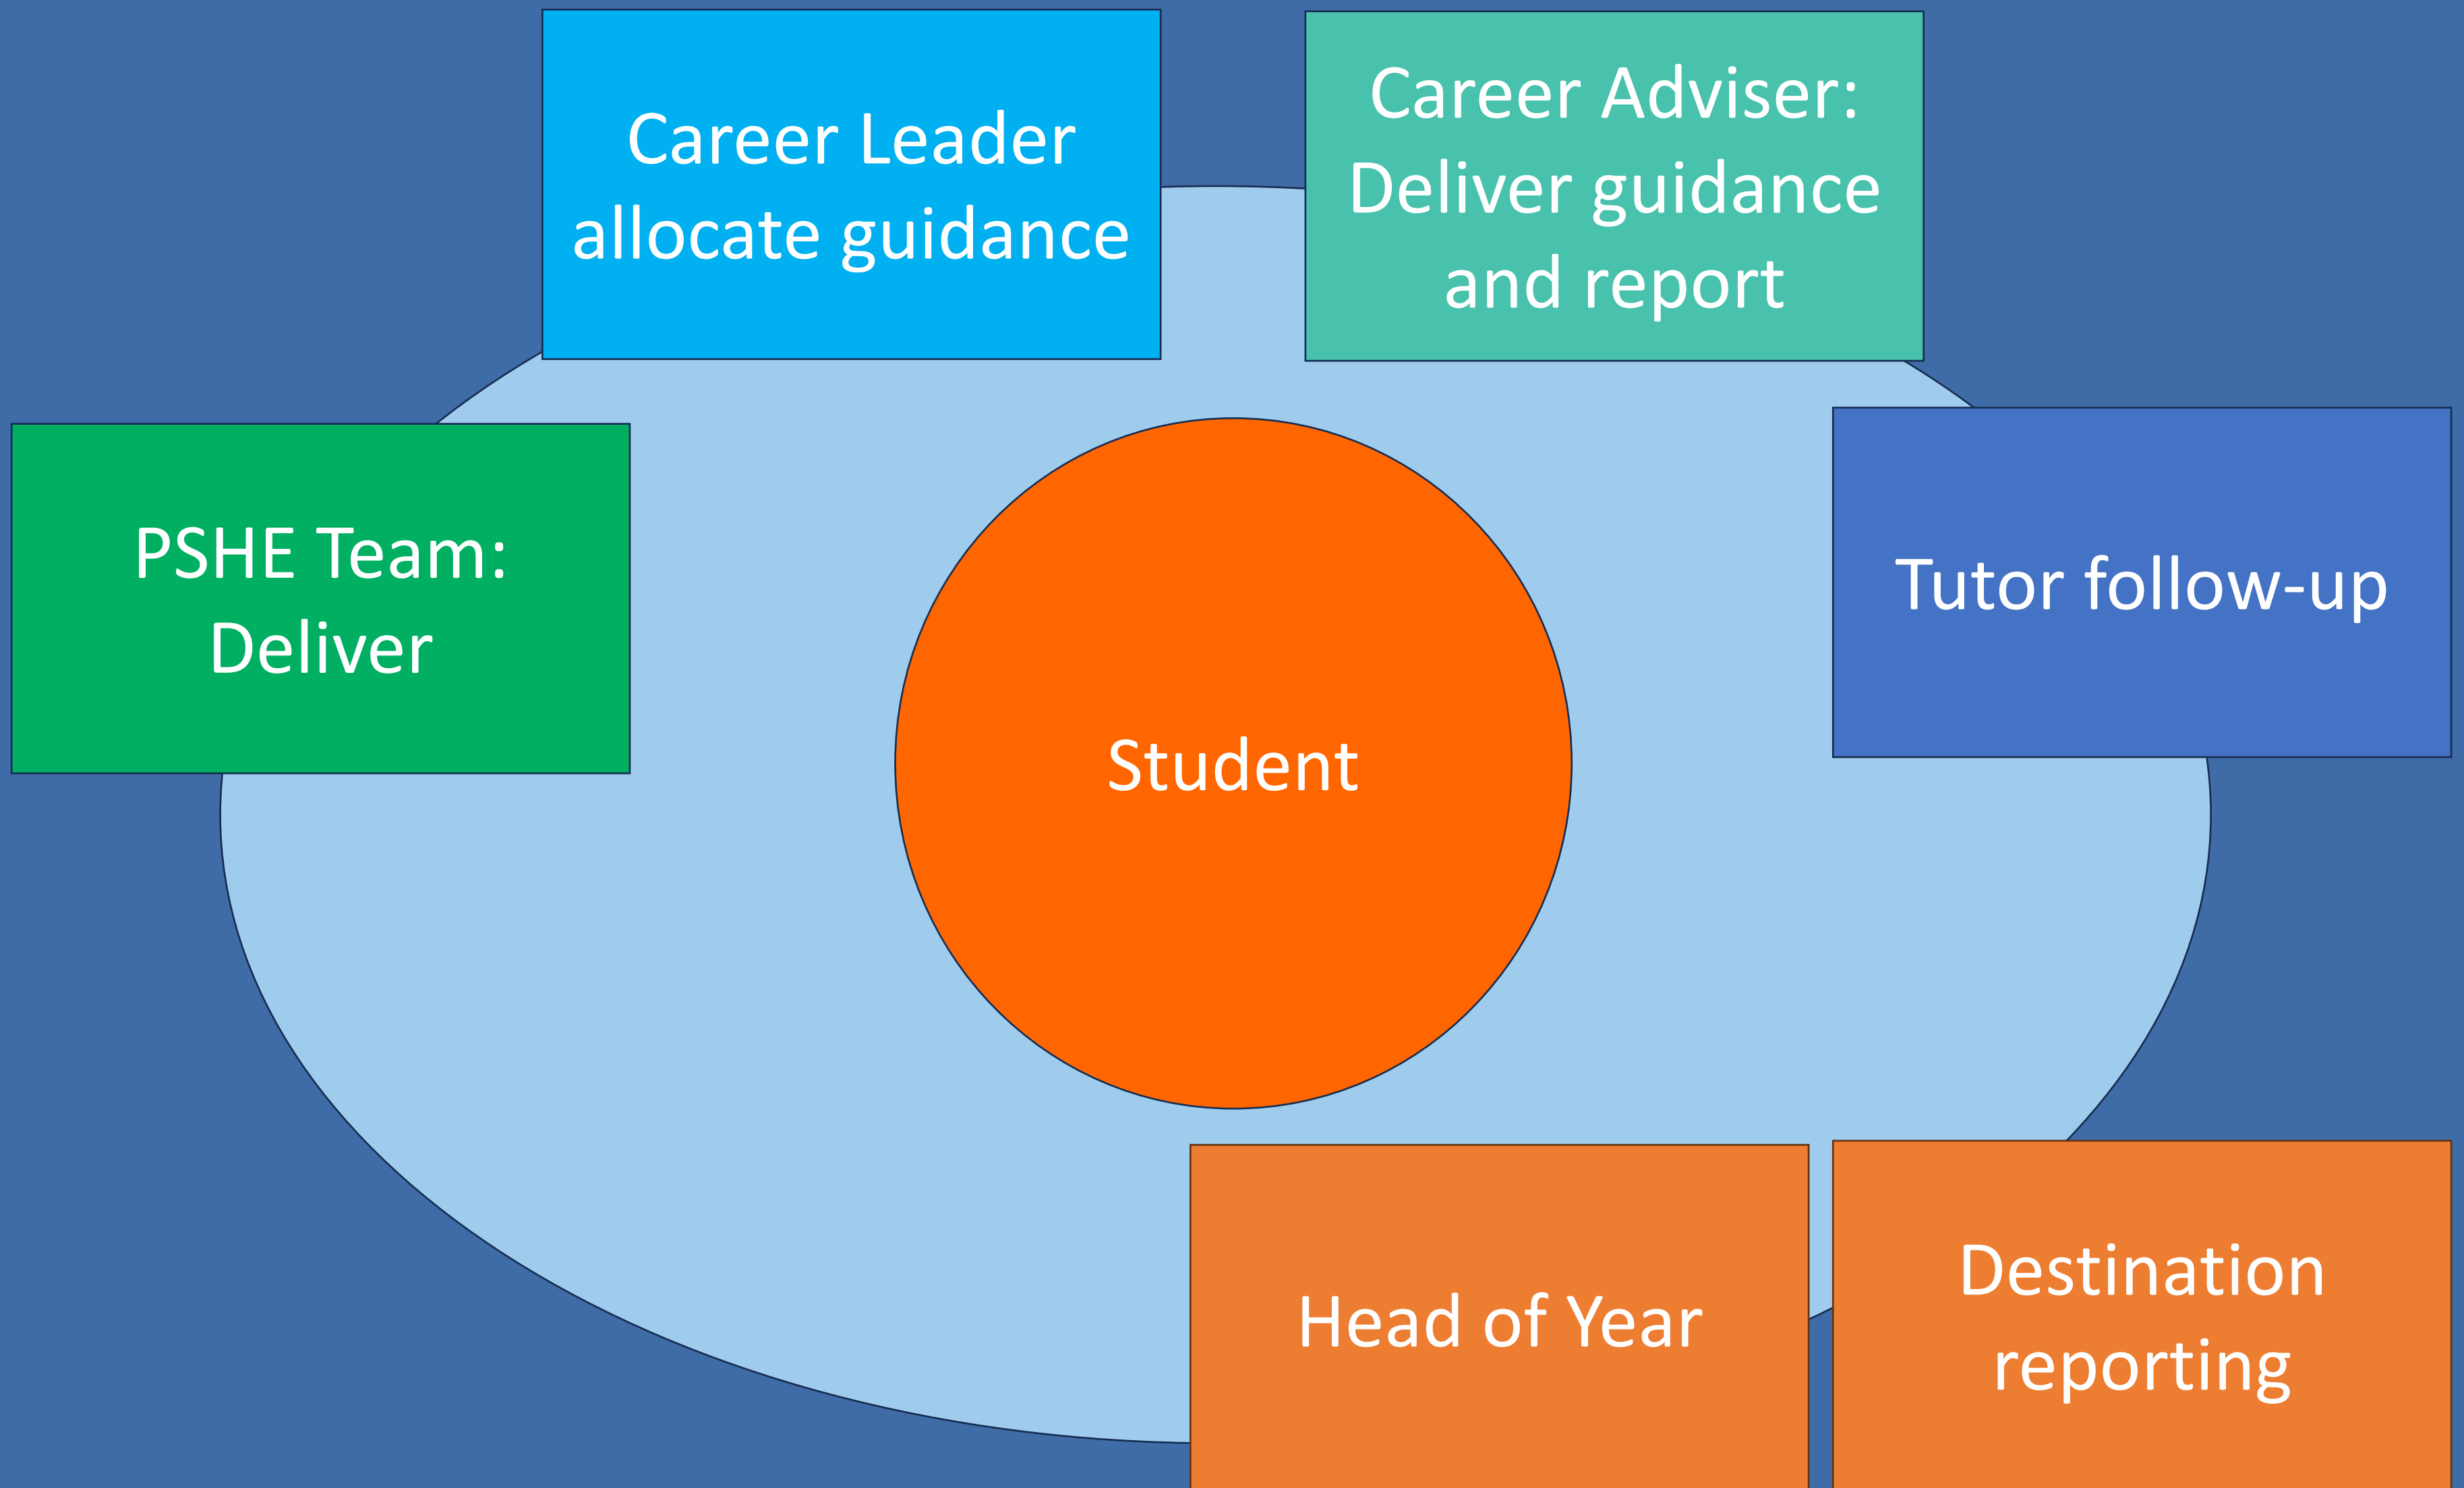 Career Leader
allocate guidance
Career Adviser:
Deliver guidance
and report
PSHE Team:
Deliver
Tutor follow-up
Student
Head of Year
Destination
reporting